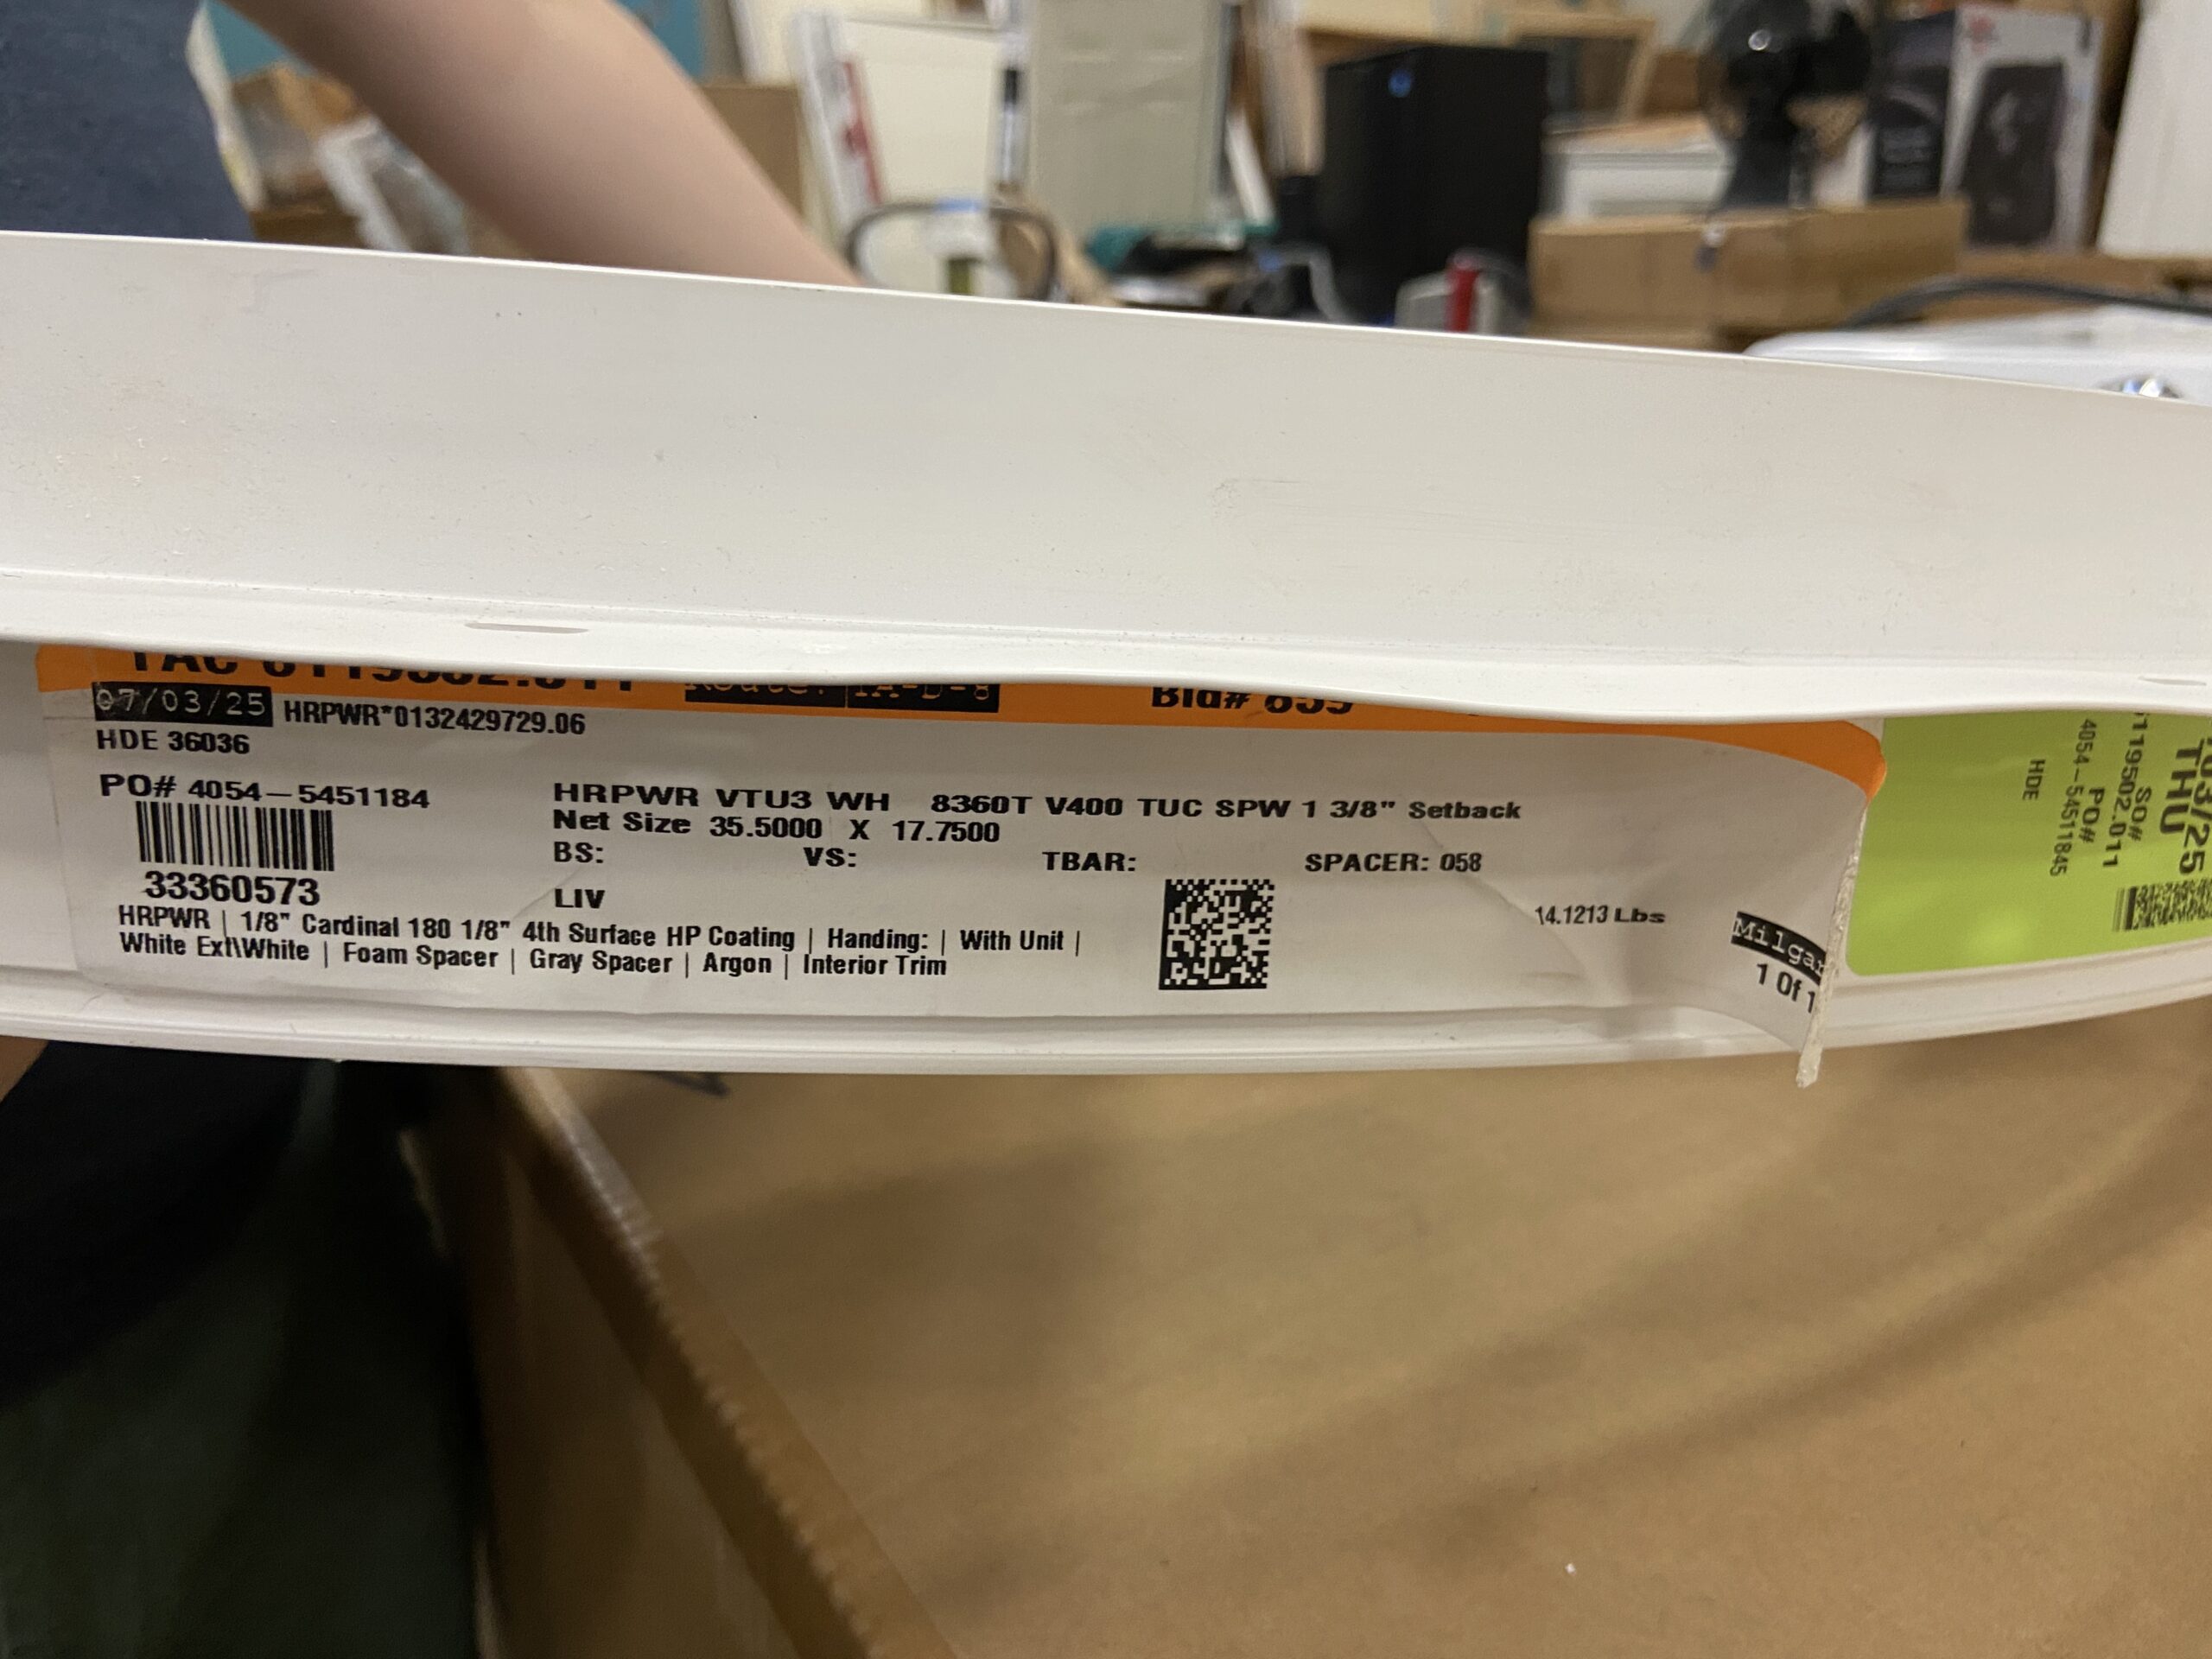 07/03/25 HRPWR*0132429729.06
HDE 36036
PO# 4054-5451184
33360573
HRPWR VTU3 WH 8360T V400 TUC SPW 1 3/8" Setback
Net Size 35.5000 X 17.7500
BS: VS: TBAR: SPACER: 058
LIV
14.1213 Lbs
HRPWR | 1/8" Cardinal 180 1/8" 4th Surface HP Coating | Handing: | With Unit |
White Ext\White | Foam Spacer | Gray Spacer | Argon | Interior Trim
1 Of 1
THU
SO#
PO#
4054-54511845
HDE